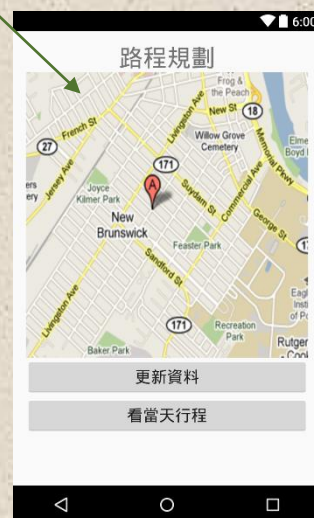 6:00
路程規劃
Frog &
the Peach
New St
18
French St
27
Livingston Ave
Willow Grove
Cemetery
Memorial Pkwy
Jersey Ave
171
Joyce
Kilmer Park
Suydam St
Commercial Ave
A
New
Brunswick
George St
Feaster Park
Sandford St
Livingston Ave
171
Recreation
Park
Baker Park
更新資料
看當天行程